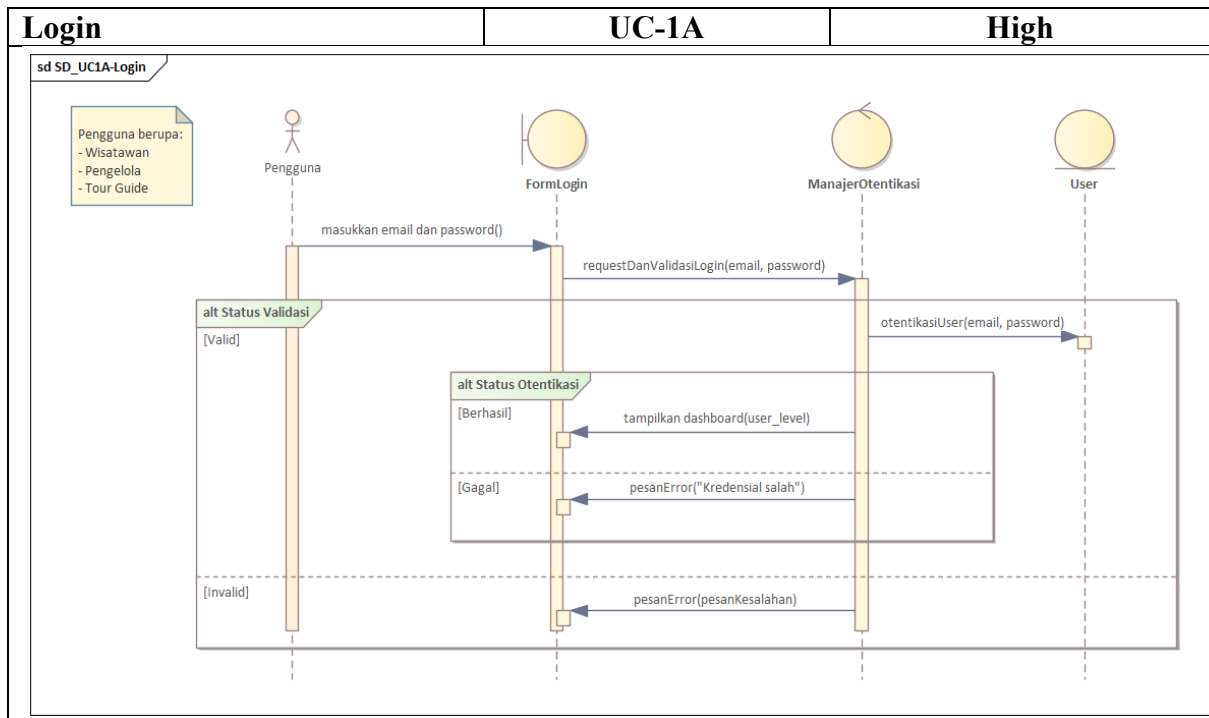 Login UC-1A High
sd SD_UC1A-Login
Pengguna berupa:
- Wisatawan
- Pengelola
- Tour Guide
Pengguna
FormLogin
ManajerOtentikasi
User
masukkan email dan password()
requestDanValidasiLogin(email, password)
alt Status Validasi
[Valid]
otentikasiUser(email, password)
alt Status Otentikasi
[Berhasil]
tampilkan dashboard(user_level)
[Gagal]
pesanError("Kredensial salah")
[Invalid]
pesanError(pesanKesalahan)